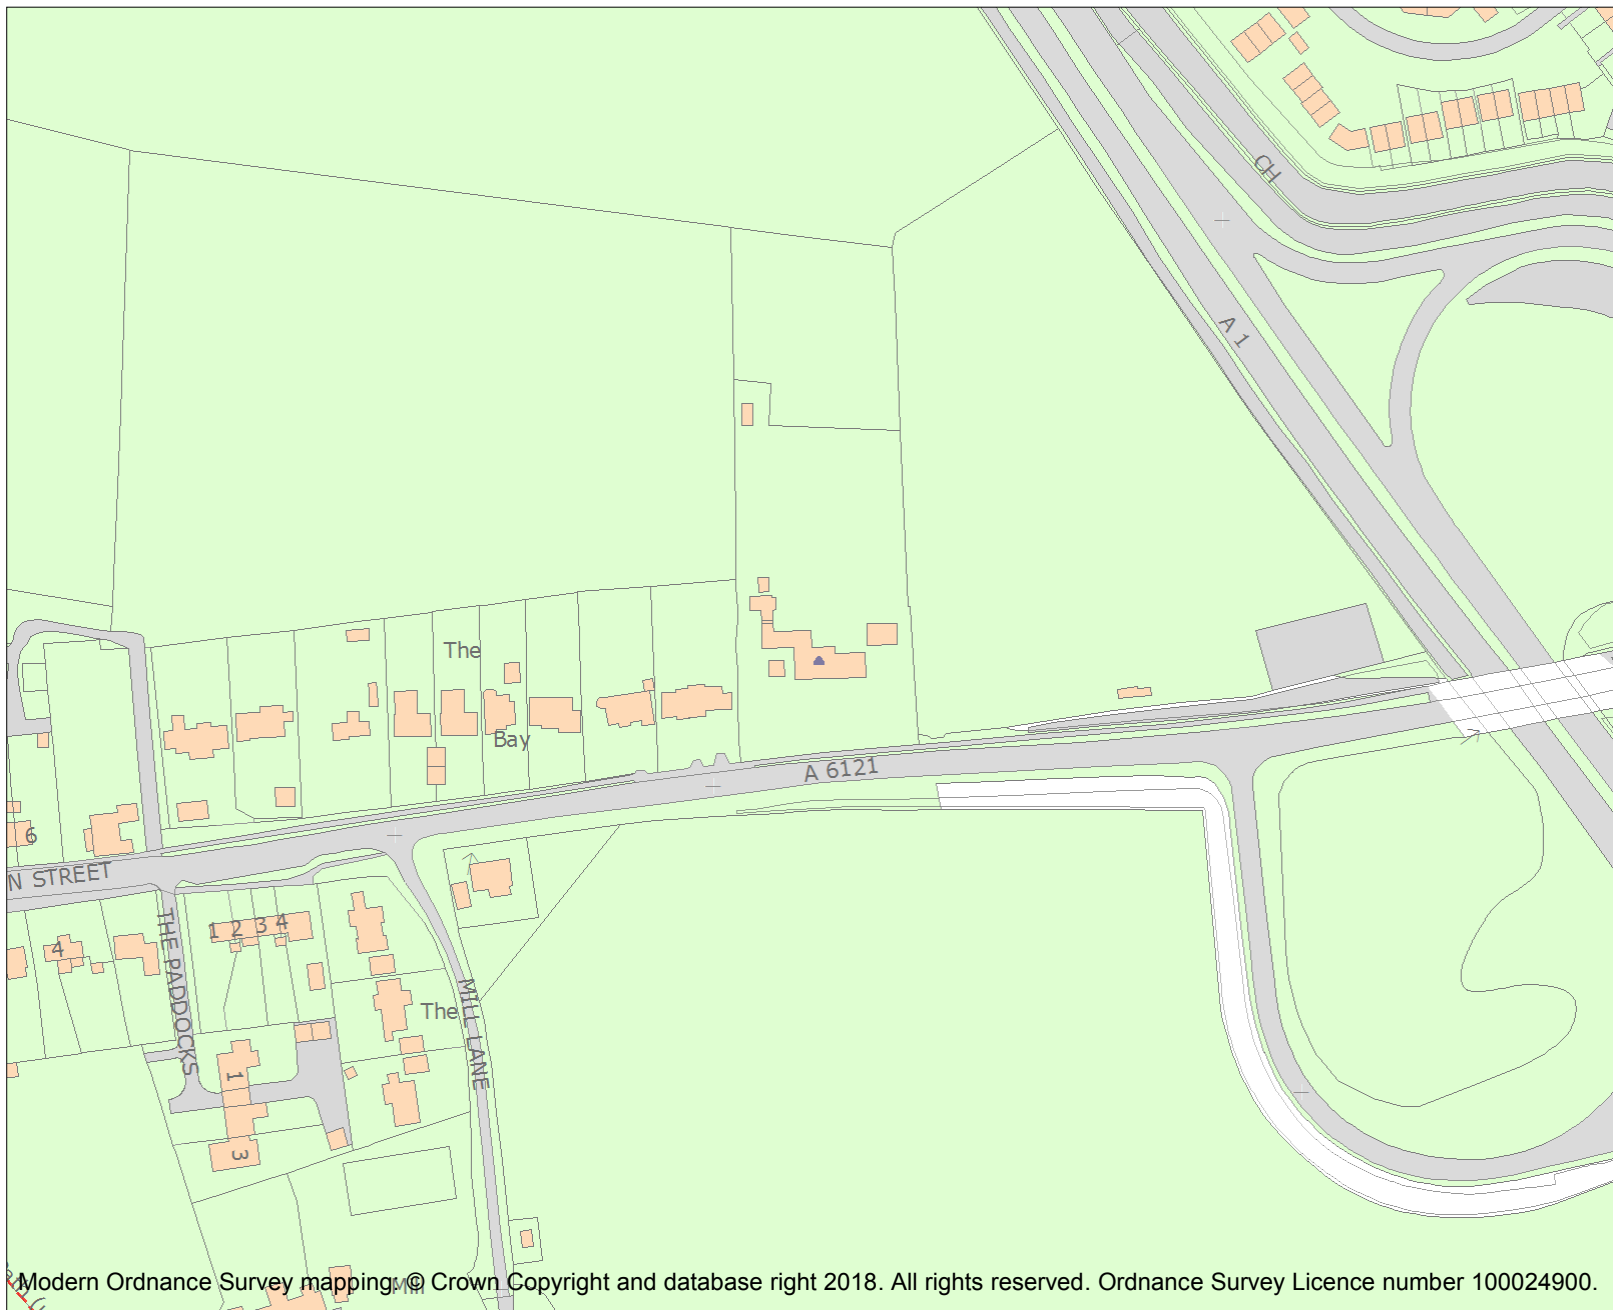 CH
A 1
The
Bay
A 6121
6
N STREET
THE PADDOCKS
1 2 3 4
4
The
MILL LANE
1
3
Mill
Modern Ordnance Survey mapping: © Crown Copyright and database right 2018. All rights reserved. Ordnance Survey Licence number 100024900.